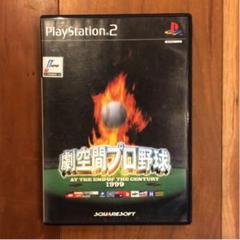 PlayStation 2
劇空間プロ野球
AT THE END OF THE CENTURY
1999
SQUARESOFT